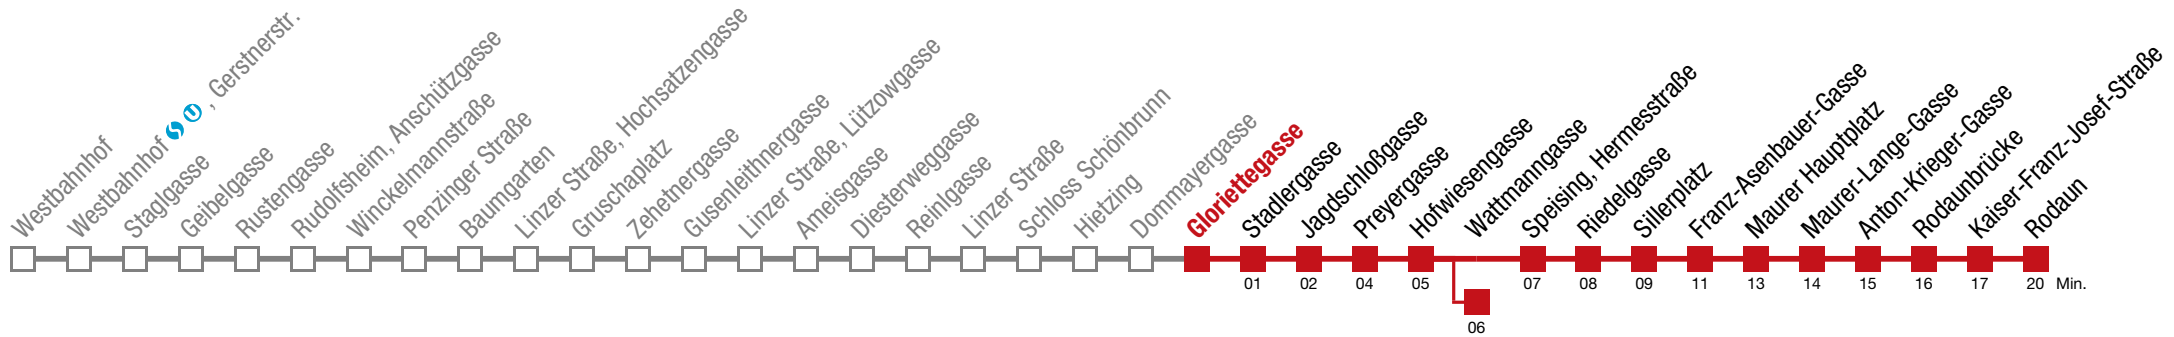 Westbahnhof
Westbahnhof S U , Gerstnerstr.
Staglgasse
Geibelgasse
Rustengasse
Rudolfsheim, Anschützgasse
Winckelmannstraße
Penzinger Straße
Baumgarten
Linzer Straße, Hochsatzengasse
Gruschaplatz
Zehetnergasse
Gusenleithnergasse
Linzer Straße, Lützowgasse
Ameisgasse
Diesterweggasse
Reinlgasse
Linzer Straße
Schloss Schönbrunn
Hietzing
Dommayergasse
Gloriettegasse
Stadlergasse
Jagdschloßgasse
Preyergasse
Hofwiesengasse
Wattmanngasse
Speising, Hermesstraße
Riedelgasse
Sillerplatz
Franz-Asenbauer-Gasse
Maurer Hauptplatz
Maurer-Lange-Gasse
Anton-Krieger-Gasse
Rodaunbrücke
Kaiser-Franz-Josef-Straße
Rodaun
01 02 04 05 07 08 09 11 13 14 15 16 17 20 Min.
06